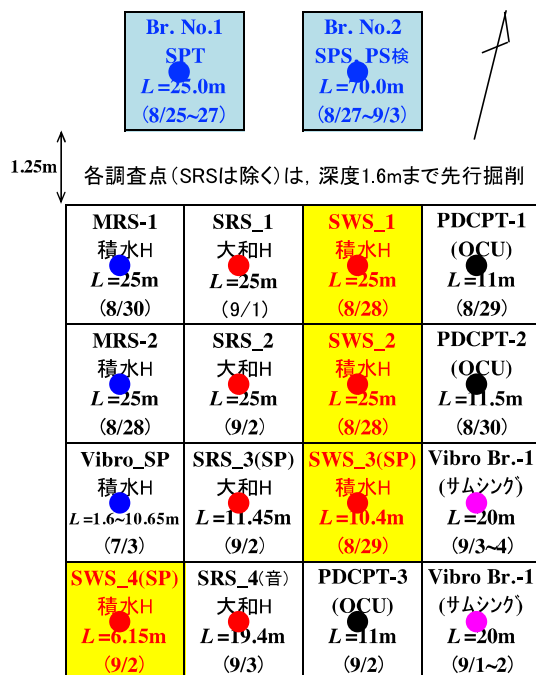 Br. No.1
SPT
L=25.0m
(8/25~27)
Br. No.2
SPS, PS検
L=70.0m
(8/27~9/3)
1.25m
各調査点(SRSは除く)は, 深度1.6mまで先行掘削
MRS-1
積水H
L=25m
(8/30)
SRS_1
大和H
L=25m
(9/1)
SWS_1
積水H
L=25m
(8/28)
PDCPT-1
(OCU)
L=11m
(8/29)
MRS-2
積水H
L=25m
(8/28)
SRS_2
大和H
L=25m
(9/2)
SWS_2
積水H
L=25m
(8/28)
PDCPT-2
(OCU)
L=11.5m
(8/30)
Vibro_SP
積水H
L=1.6~10.65m
(7/3)
SRS_3(SP)
大和H
L=11.45m
(9/2)
SWS_3(SP)
積水H
L=10.4m
(8/29)
Vibro Br.-1
(サムシング)
L=20m
(9/3~4)
SWS_4(SP)
積水H
L=6.15m
(9/2)
SRS_4(音)
大和H
L=19.4m
(9/3)
PDCPT-3
(OCU)
L=11m
(9/2)
Vibro Br.-1
(サムシング)
L=20m
(9/1~2)